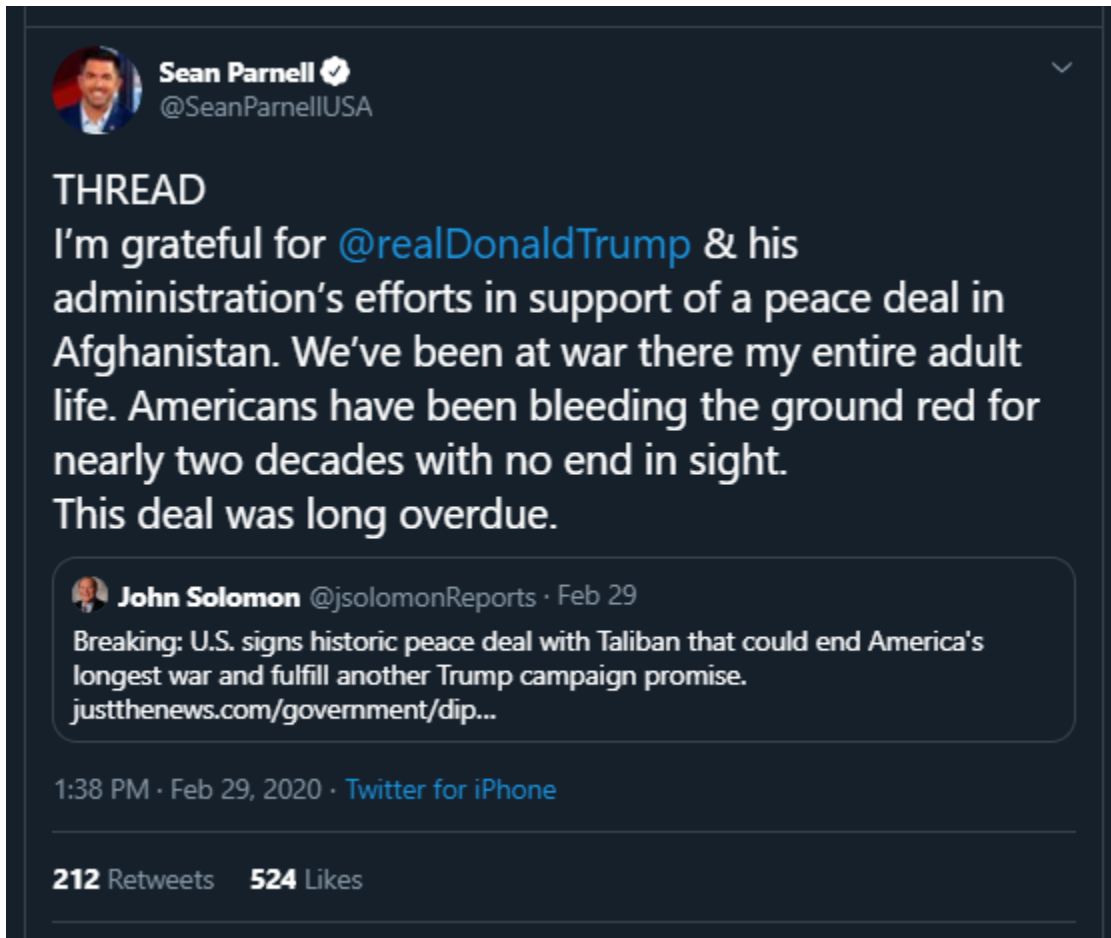 Sean Parnell
@SeanParnellUSA
THREAD
I'm grateful for @realDonaldTrump & his
administration's efforts in support of a peace deal in
Afghanistan. We've been at war there my entire adult
life. Americans have been bleeding the ground red for
nearly two decades with no end in sight.
This deal was long overdue.
John Solomon @jsolomonReports · Feb 29
Breaking: U.S. signs historic peace deal with Taliban that could end America's
longest war and fulfill another Trump campaign promise.
justthenews.com/government/dip...
1:38 PM · Feb 29, 2020 · Twitter for iPhone
212 Retweets 524 Likes